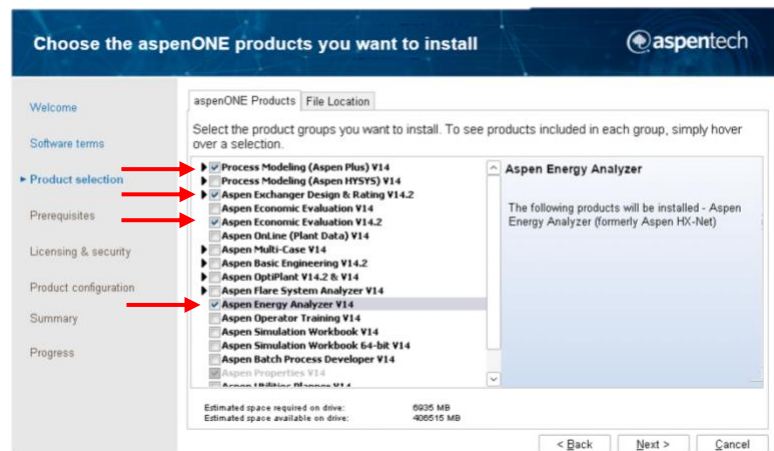 Choose the aspenONE products you want to install
aspentech
Welcome
Software terms
Product selection
Prerequisites
Licensing & security
Product configuration
Summary
Progress
aspenONE Products
File Location
Select the product groups you want to install. To see products included in each group, simply hover
over a selection.
Process Modeling (Aspen Plus) V14
Process Modeling (Aspen HYSYS) V14
Aspen Exchanger Design & Rating V14.2
Aspen Economic Evaluation V14
Aspen Economic Evaluation V14.2
Aspen OnLine (Plant Data) V14
Aspen Multi-Case V14
Aspen Basic Engineering V14.2
Aspen OptiPlant V14.2 & V14
Aspen Flare System Analyzer V14
Aspen Energy Analyzer V14
Aspen Operator Training V14
Aspen Simulation Workbook V14
Aspen Simulation Workbook 64-bit V14
Aspen Batch Process Developer V14
Aspen Properties V14
Aspen Utilities Planner V14
Aspen Energy Analyzer
The following products will be installed - Aspen
Energy Analyzer (formerly Aspen HX-Net)
Estimated space required on drive: 6935 MB
Estimated space available on drive: 406515 MB
< Back
Next >
Cancel